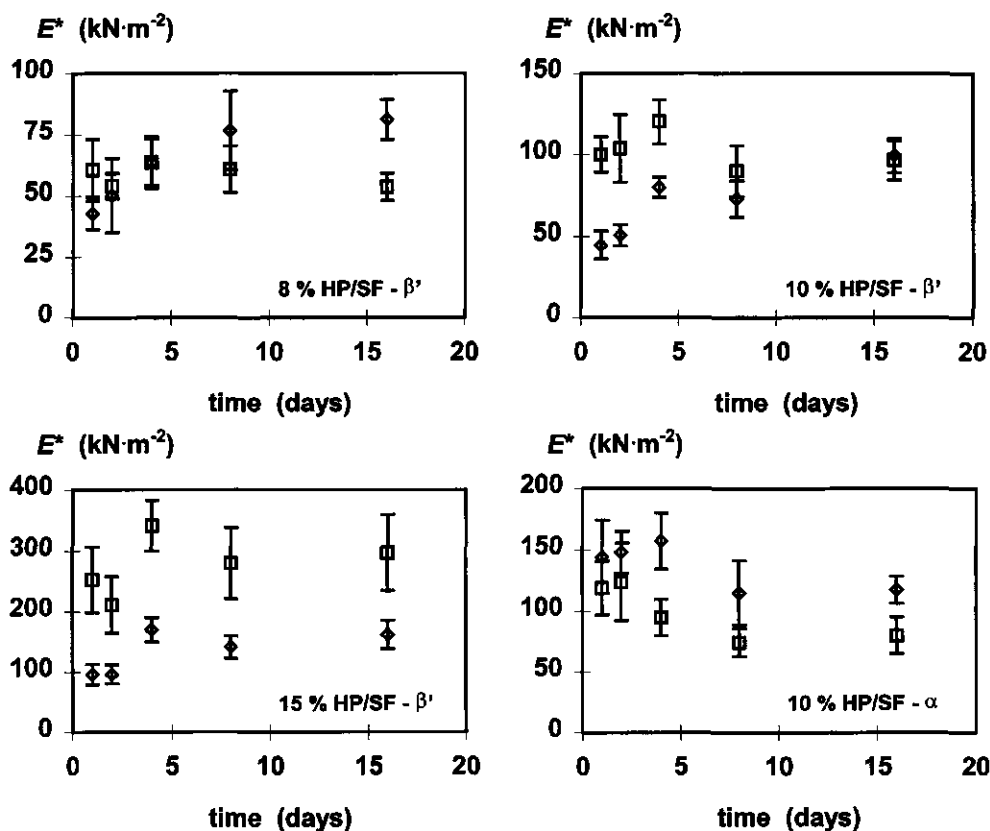 E* (kN·m⁻²)
100
75
50
25
0
8 % HP/SF - β'
0 5 10 15 20
time (days)
E* (kN·m⁻²)
150
100
50
0
10 % HP/SF - β'
0 5 10 15 20
time (days)
E* (kN·m⁻²)
400
300
200
100
0
15 % HP/SF - β'
0 5 10 15 20
time (days)
E* (kN·m⁻²)
200
150
100
50
0
10 % HP/SF - α
0 5 10 15 20
time (days)